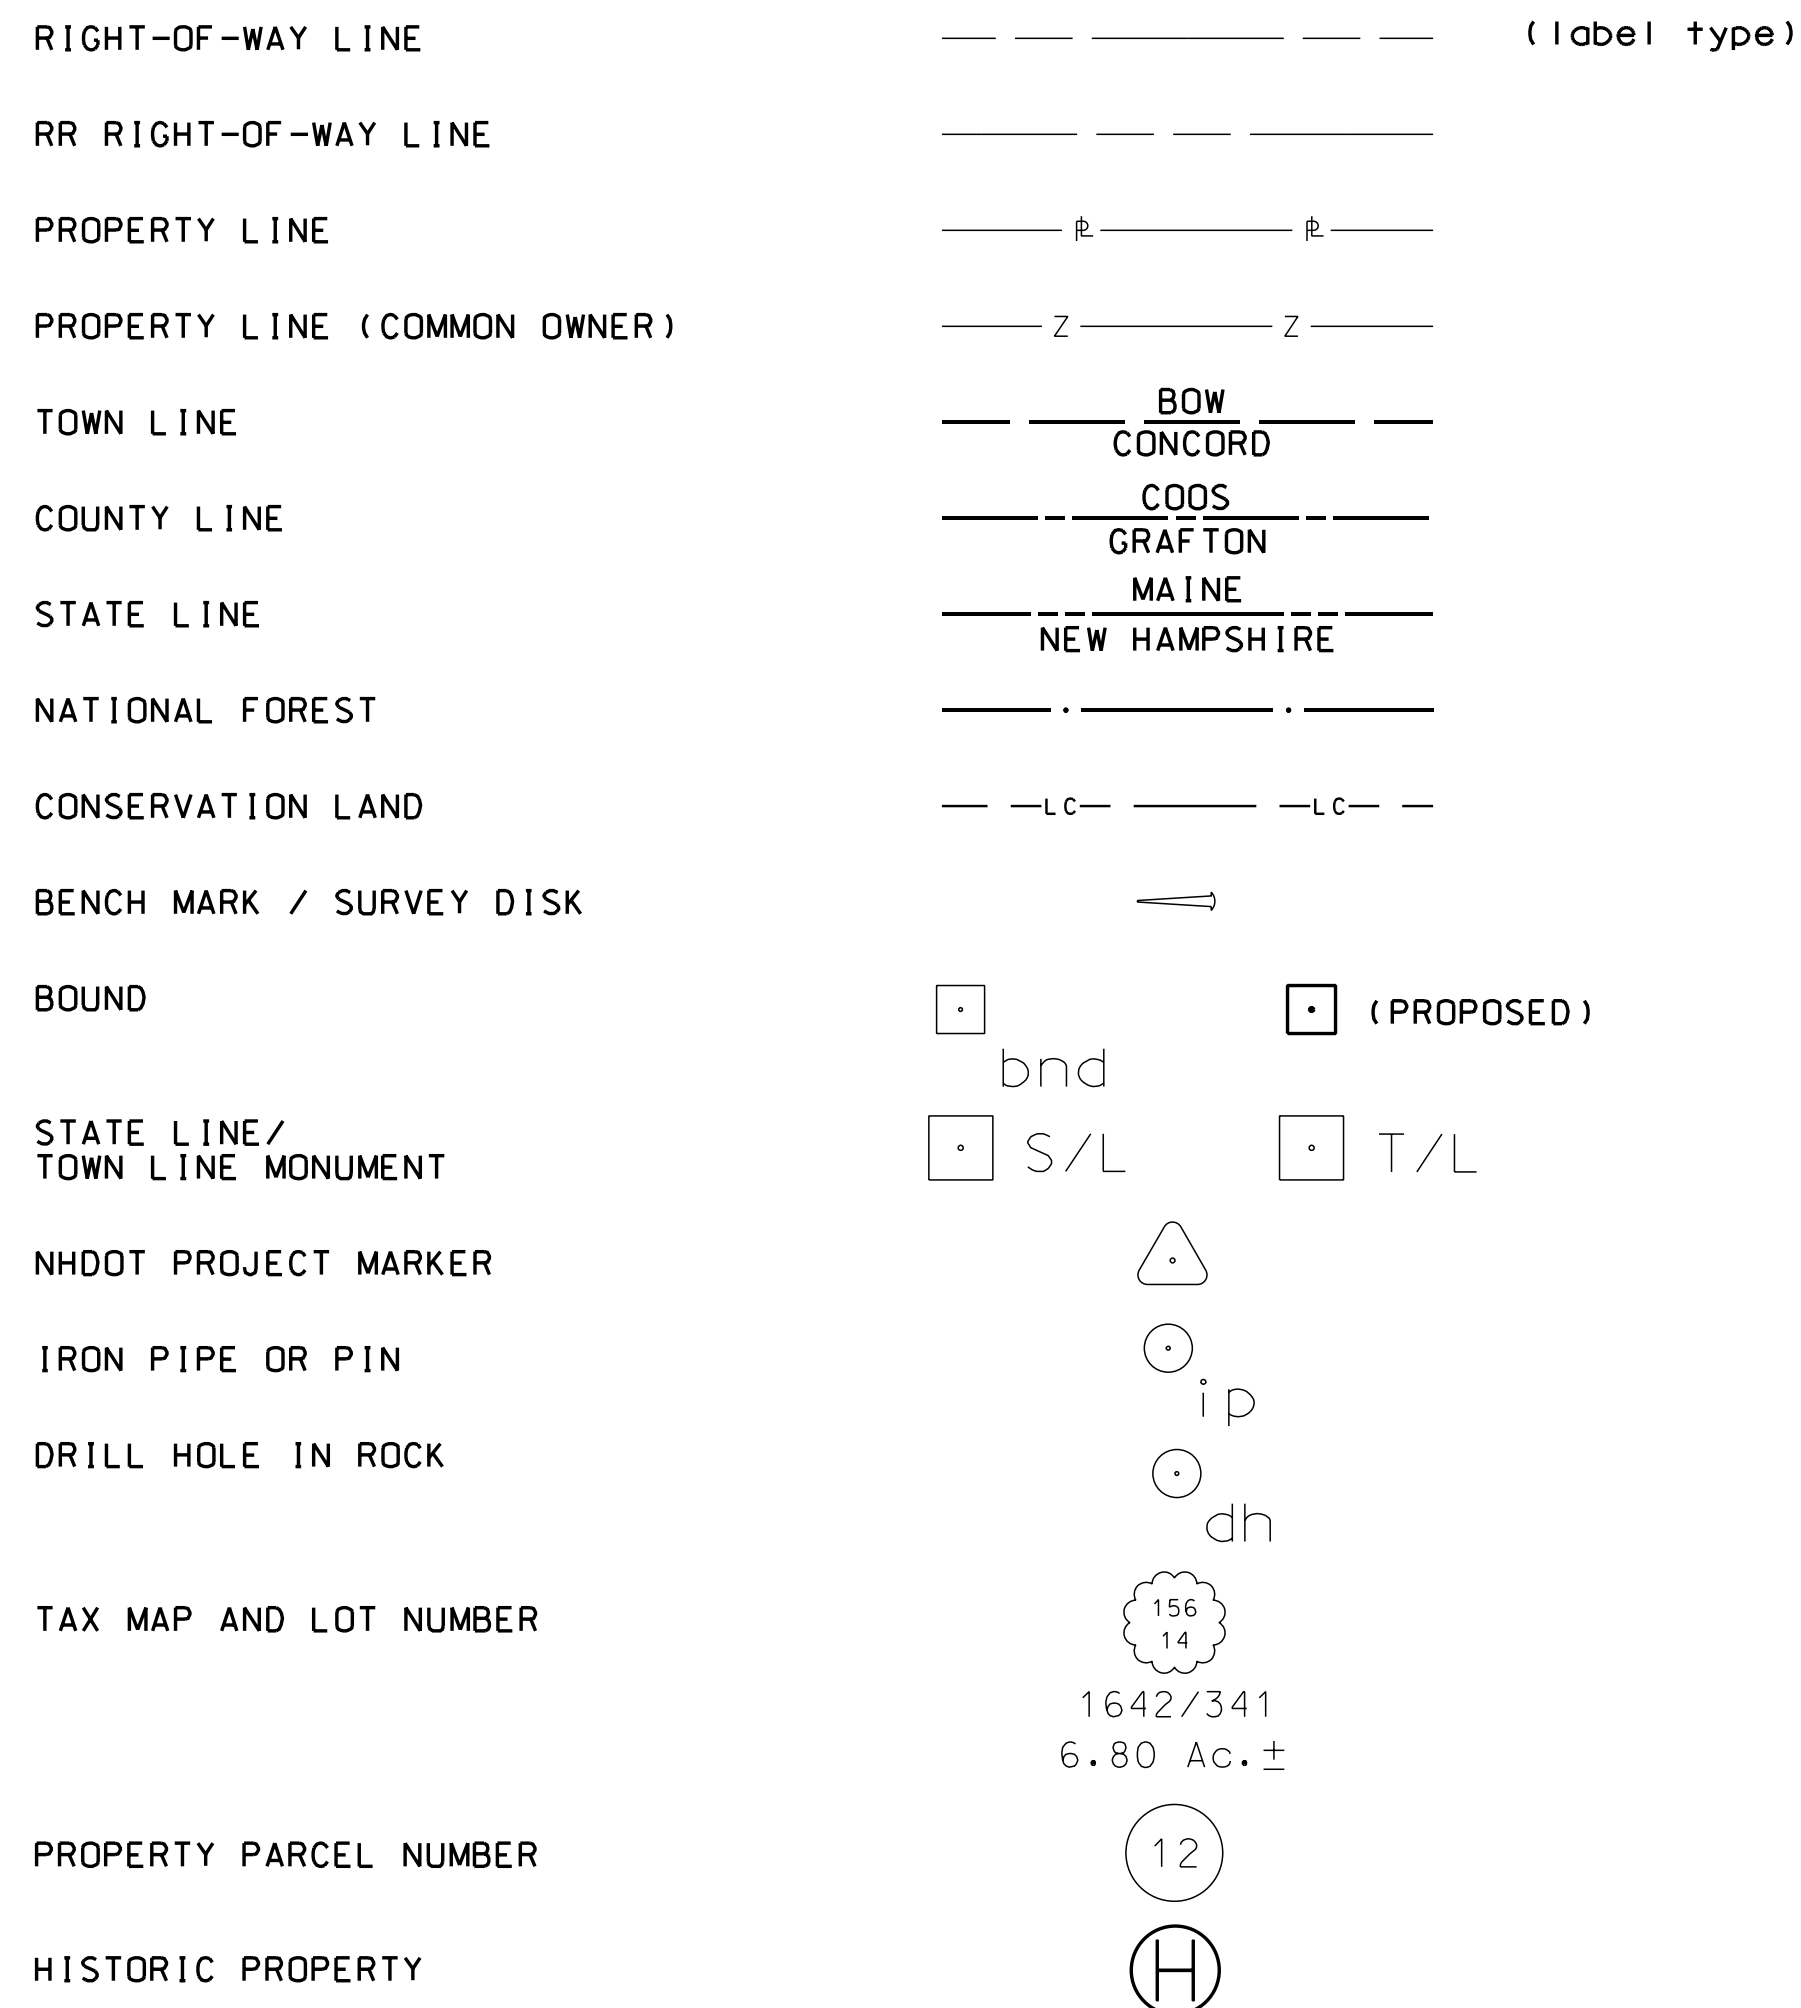 RIGHT-OF-WAY LINE (label type)
RR RIGHT-OF-WAY LINE
PROPERTY LINE PL PL
PROPERTY LINE (COMMON OWNER) Z Z
BOW
TOWN LINE
CONCORD
COOS
COUNTY LINE
GRAFTON
MAINE
STATE LINE
NEW HAMPSHIRE
NATIONAL FOREST
CONSERVATION LAND LC LC
BENCH MARK / SURVEY DISK
BOUND (PROPOSED)
bnd
STATE LINE/
TOWN LINE MONUMENT S/L T/L
NHDOT PROJECT MARKER
IRON PIPE OR PIN
ip
DRILL HOLE IN ROCK
dh
TAX MAP AND LOT NUMBER
156
14
1642/341
6.80 Ac.±
PROPERTY PARCEL NUMBER 12
HISTORIC PROPERTY H